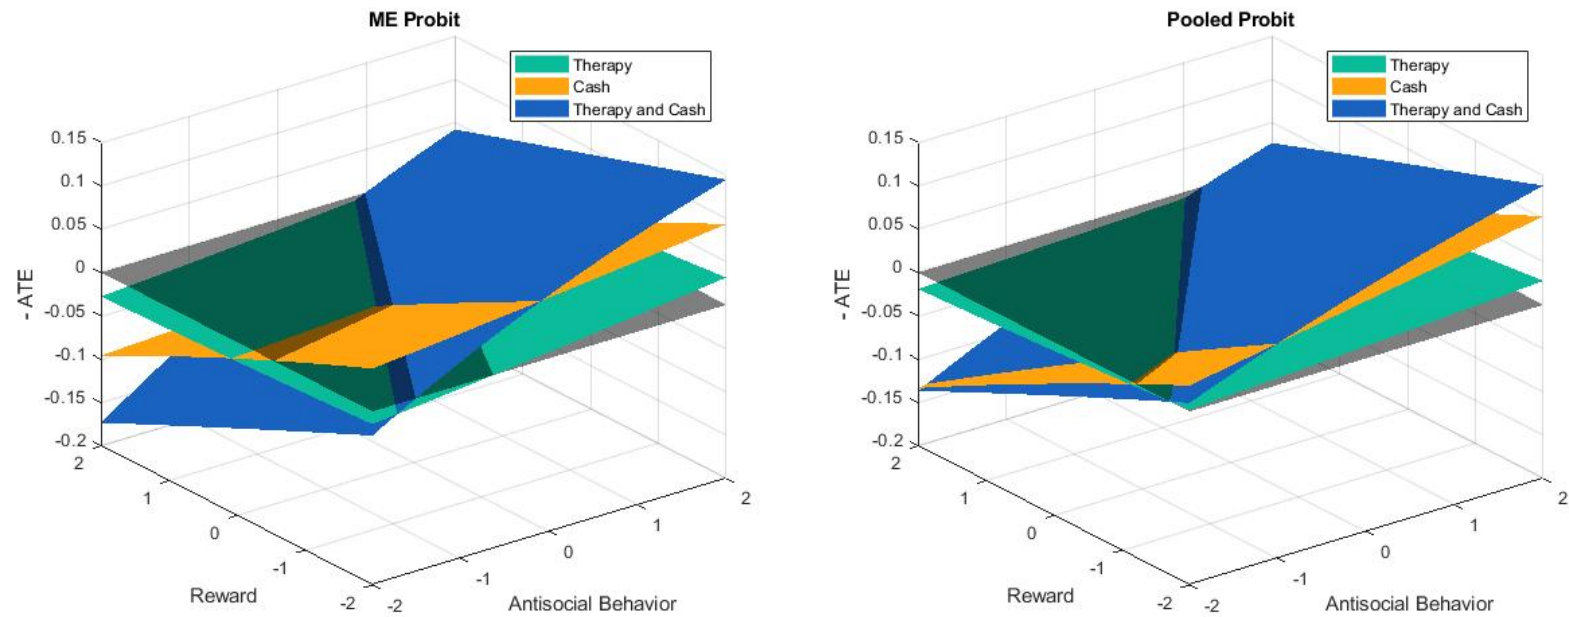 ME Probit
Therapy
Cash
Therapy and Cash
0.15
0.1
0.05
0
-0.05
-0.1
-0.15
-0.2
- ATE
2
1
0
-1
-2
Reward
-2
-1
0
1
2
Antisocial Behavior
Pooled Probit
Therapy
Cash
Therapy and Cash
0.15
0.1
0.05
0
-0.05
-0.1
-0.15
-0.2
- ATE
2
1
0
-1
-2
Reward
-2
-1
0
1
2
Antisocial Behavior